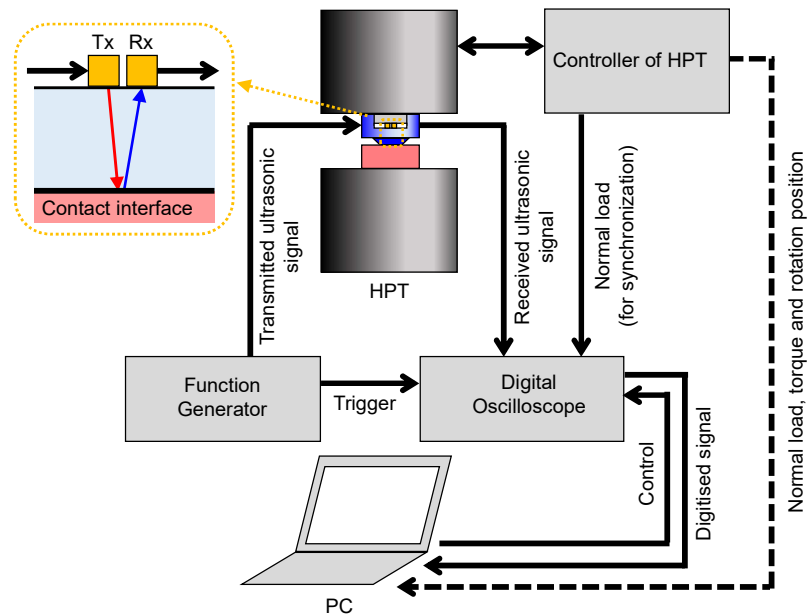 Tx Rx
Contact interface
Controller of HPT
HPT
Transmitted ultrasonic
signal
Received ultrasonic
signal
Normal load
(for synchronization)
Normal load, torque and rotation position
Function
Generator
Trigger
Digital
Oscilloscope
Control
Digitised signal
PC